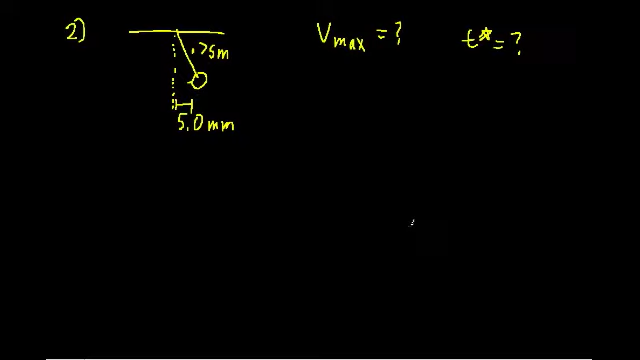 2)
.75m
5.0mm
Vmax = ?
t* = ?